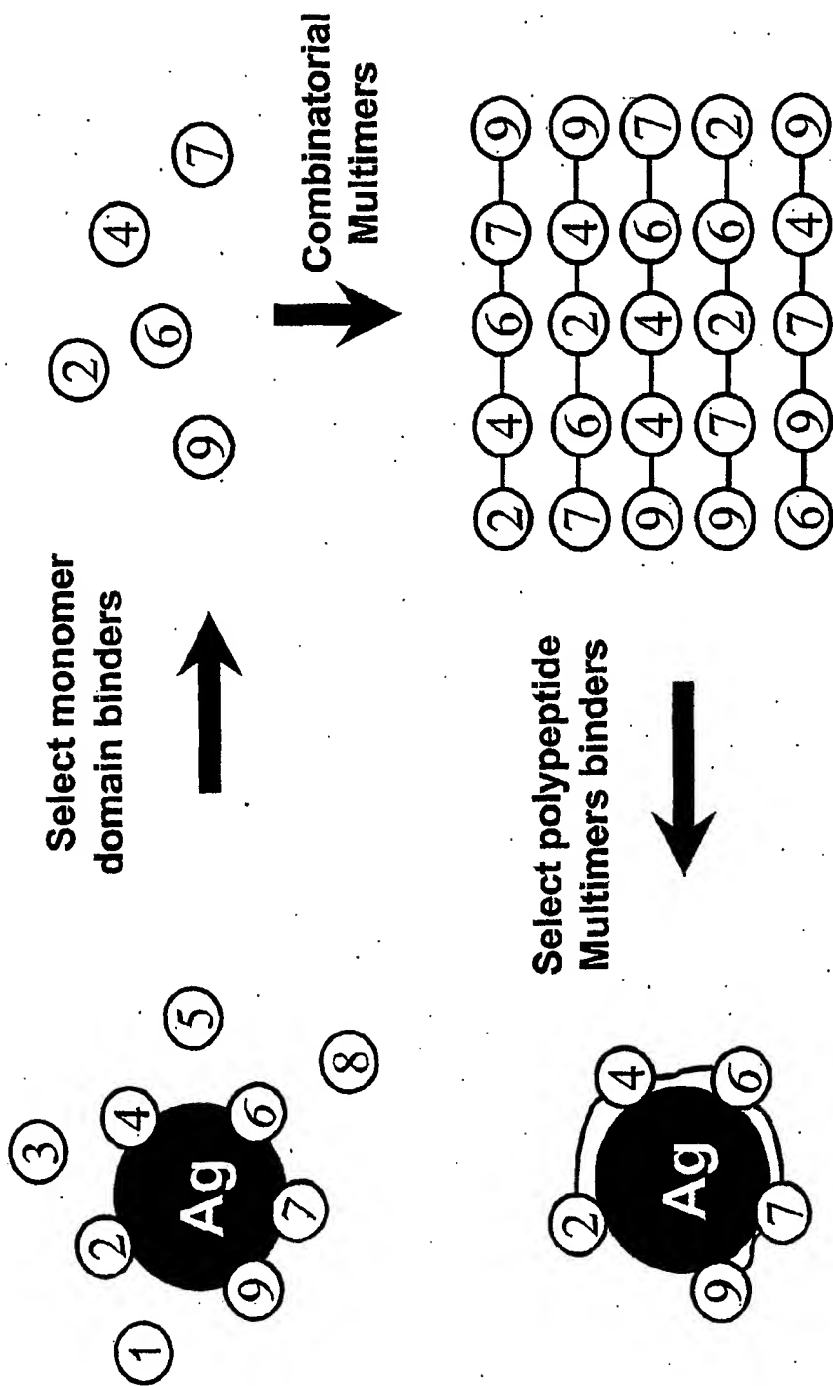 1
3
2
4
5
Ag
9
7
6
8
Select monomer
domain binders
2
4
9
6
7
Combinatorial
Multimers
2 4 6 7 9
7 6 2 4 9
9 4 4 6 7
9 7 2 6 2
6 9 7 4 9
Select polypeptide
Multimers binders
2
4
Ag
9
7
6